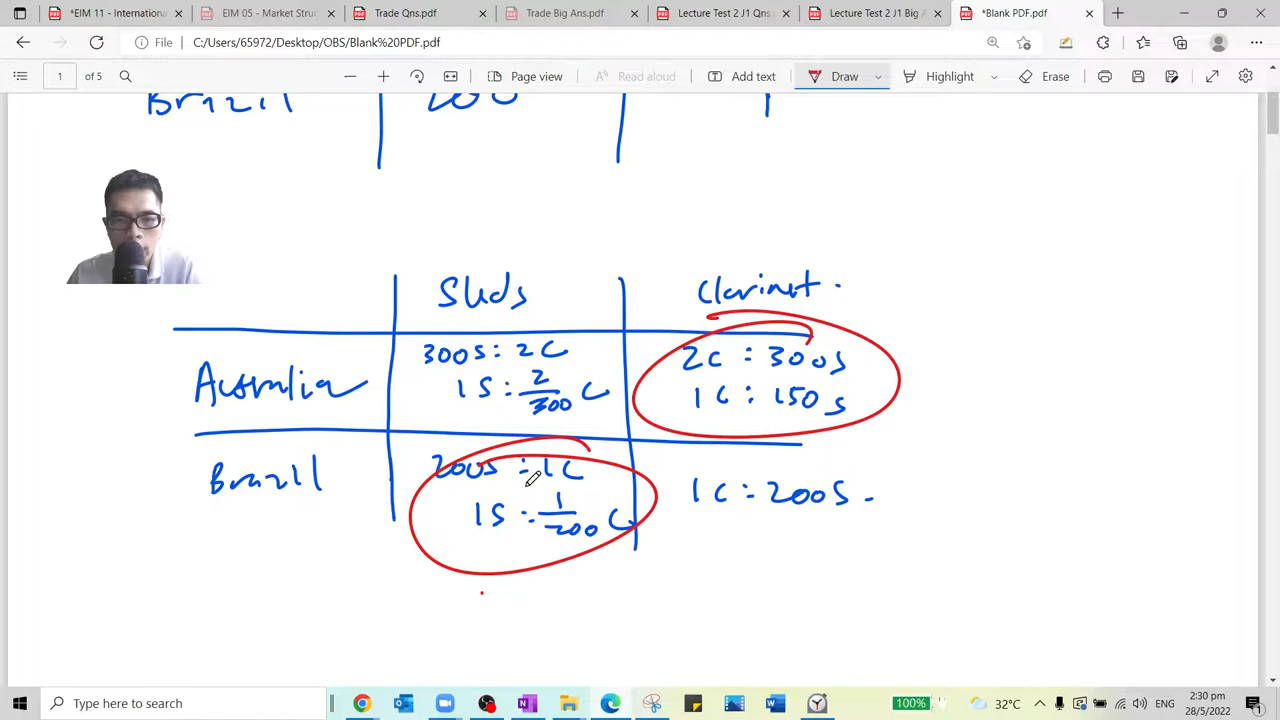 *EIM 11 - Internationa
EIM 05 - Market Struc
Trade Qns.pdf
Trade Big Ans.pdf
Lecture Test 2 J1 Qns
Lecture Test 2 J1 Big A
*Blank PDF.pdf
File
C:/Users/65972/Desktop/OBS/Blank%20PDF.pdf
1 of 5
Page view
Read aloud
Add text
Draw
Highlight
Erase
Brazil 200 1
Slids Clarinet.
Australia
300S : 2C
1S : 2/300 C
2C : 300S
1C : 150S
Brazil
200S : 1C
1S : 1/200 C
1C : 200S.
Type here to search
100%
32°C
ENG
2:30 pm
28/5/2022